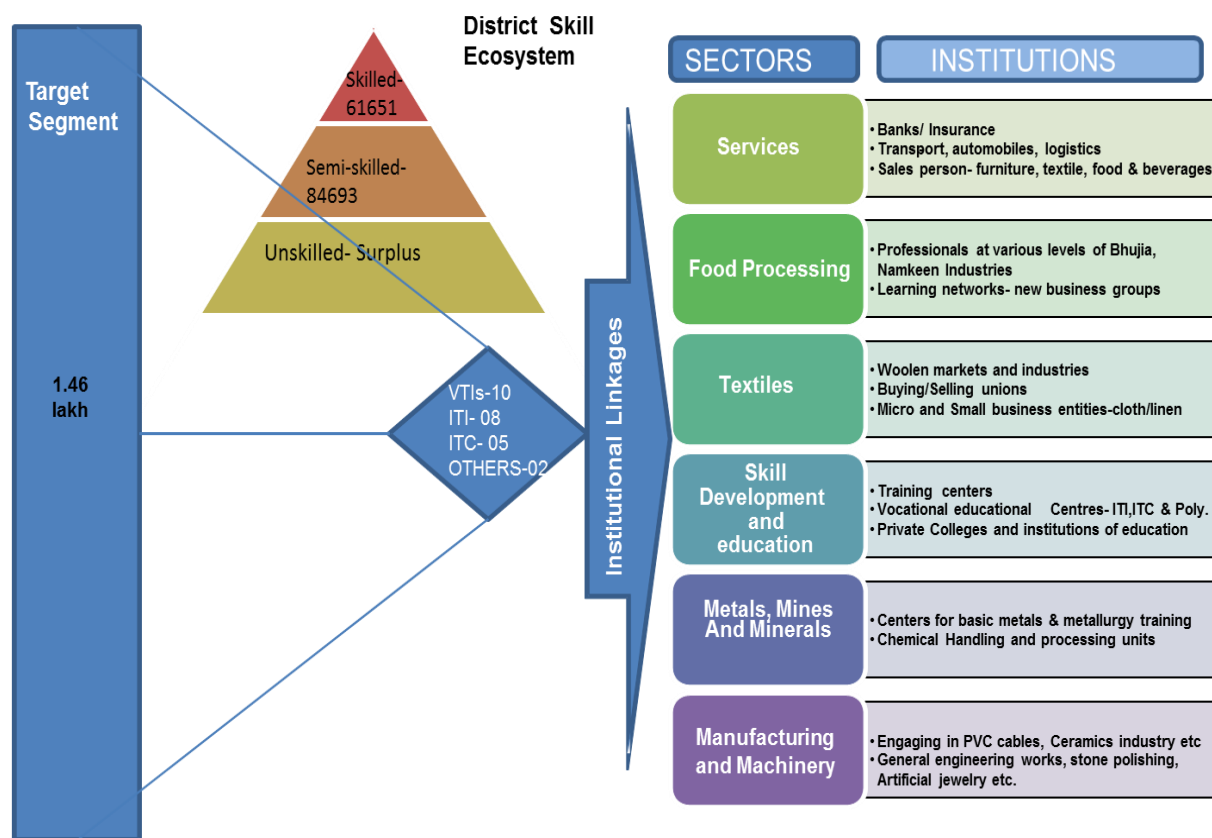 District Skill
Ecosystem
Target
Segment
1.46
lakh
Skilled-
61651
Semi-skilled-
84693
Unskilled- Surplus
VTIs-10
ITI- 08
ITC- 05
OTHERS-02
Institutional Linkages
SECTORS
INSTITUTIONS
Services
• Banks/ Insurance
• Transport, automobiles, logistics
• Sales person- furniture, textile, food & beverages
Food Processing
• Professionals at various levels of Bhujia,
Namkeen Industries
• Learning networks- new business groups
Textiles
• Woolen markets and industries
• Buying/Selling unions
• Micro and Small business entities-cloth/linen
Skill
Development
and
education
• Training centers
• Vocational educational Centres- ITI,ITC & Poly.
• Private Colleges and institutions of education
Metals, Mines
And Minerals
• Centers for basic metals & metallurgy training
• Chemical Handling and processing units
Manufacturing
and Machinery
• Engaging in PVC cables, Ceramics industry etc
• General engineering works, stone polishing,
Artificial jewelry etc.